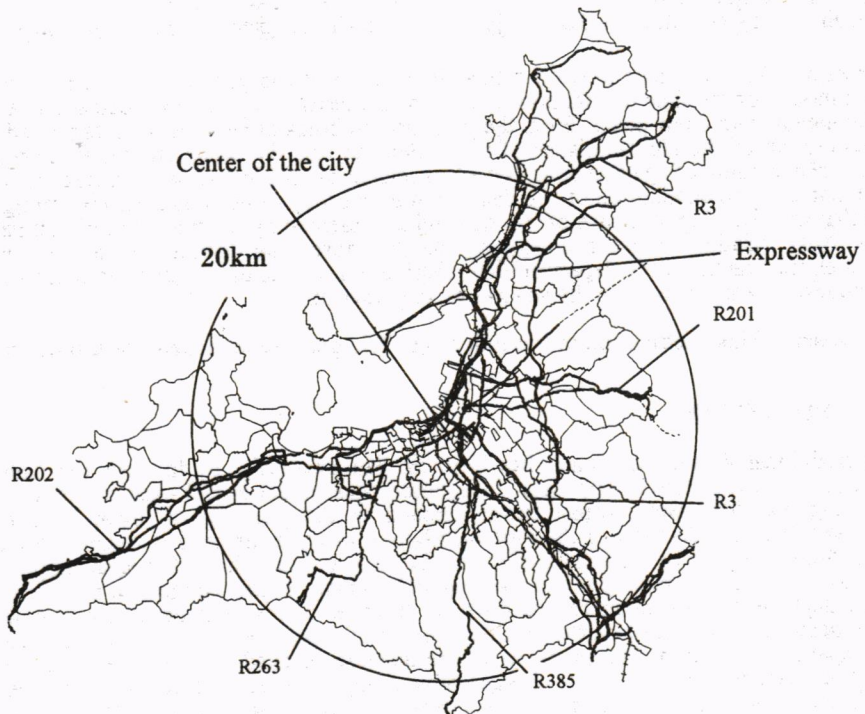 Center of the city
R3
20km
Expressway
R201
R202
R3
R263
R385